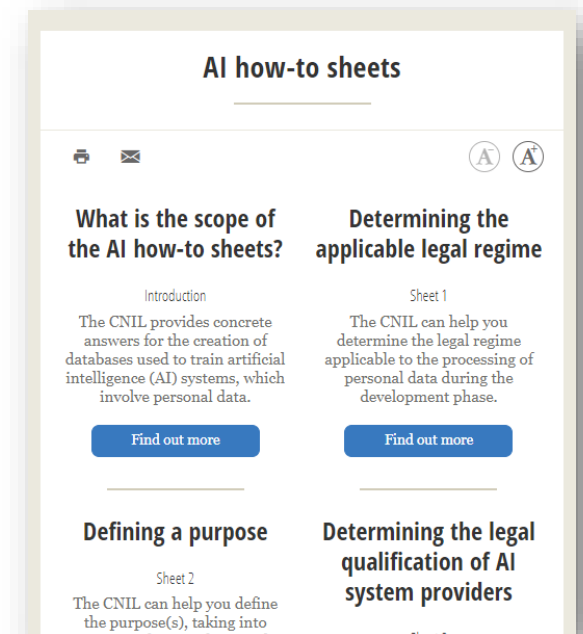 AI how-to sheets
A-
A+
What is the scope of
the AI how-to sheets?
Introduction
The CNIL provides concrete
answers for the creation of
databases used to train artificial
intelligence (AI) systems, which
involve personal data.
Find out more
Determining the
applicable legal regime
Sheet 1
The CNIL can help you
determine the legal regime
applicable to the processing of
personal data during the
development phase.
Find out more
Defining a purpose
Sheet 2
The CNIL can help you define
the purpose(s), taking into
Determining the legal
qualification of AI
system providers